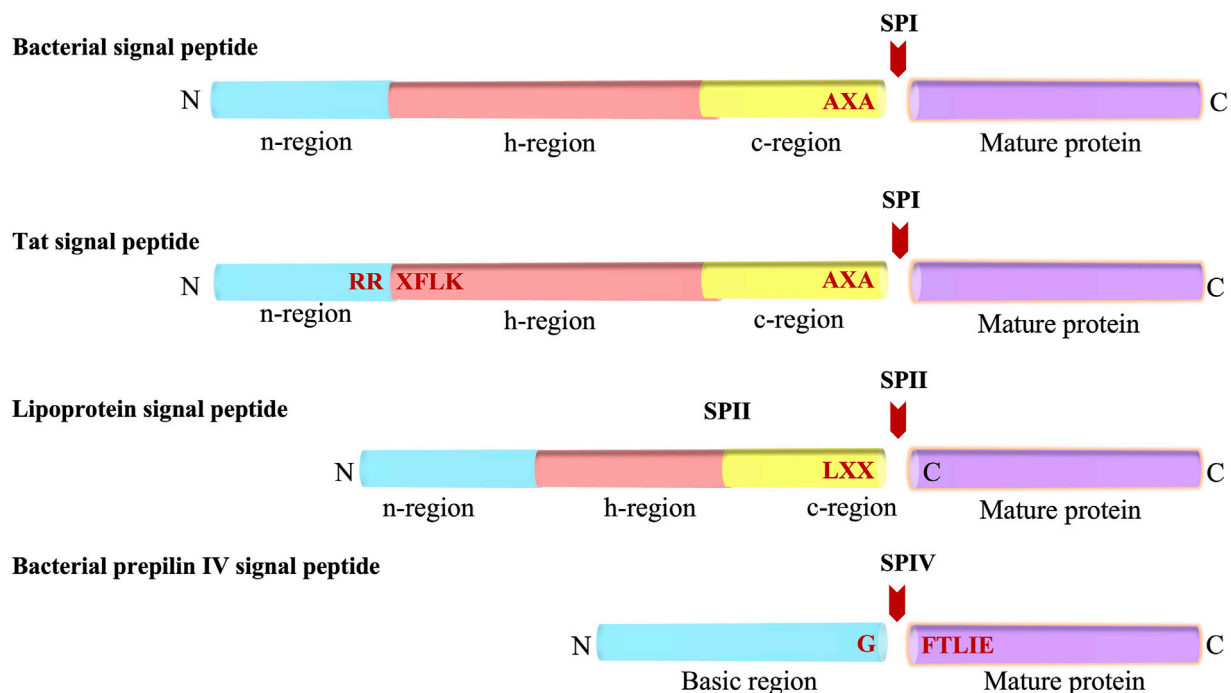 SPI
Bacterial signal peptide
N AXA C
n-region h-region c-region Mature protein
SPI
Tat signal peptide
N RR XFLK AXA C
n-region h-region c-region Mature protein
SPII
Lipoprotein signal peptide SPII
N LXX C C
n-region h-region c-region Mature protein
Bacterial prepilin IV signal peptide SPIV
N G FTLIE C
Basic region Mature protein